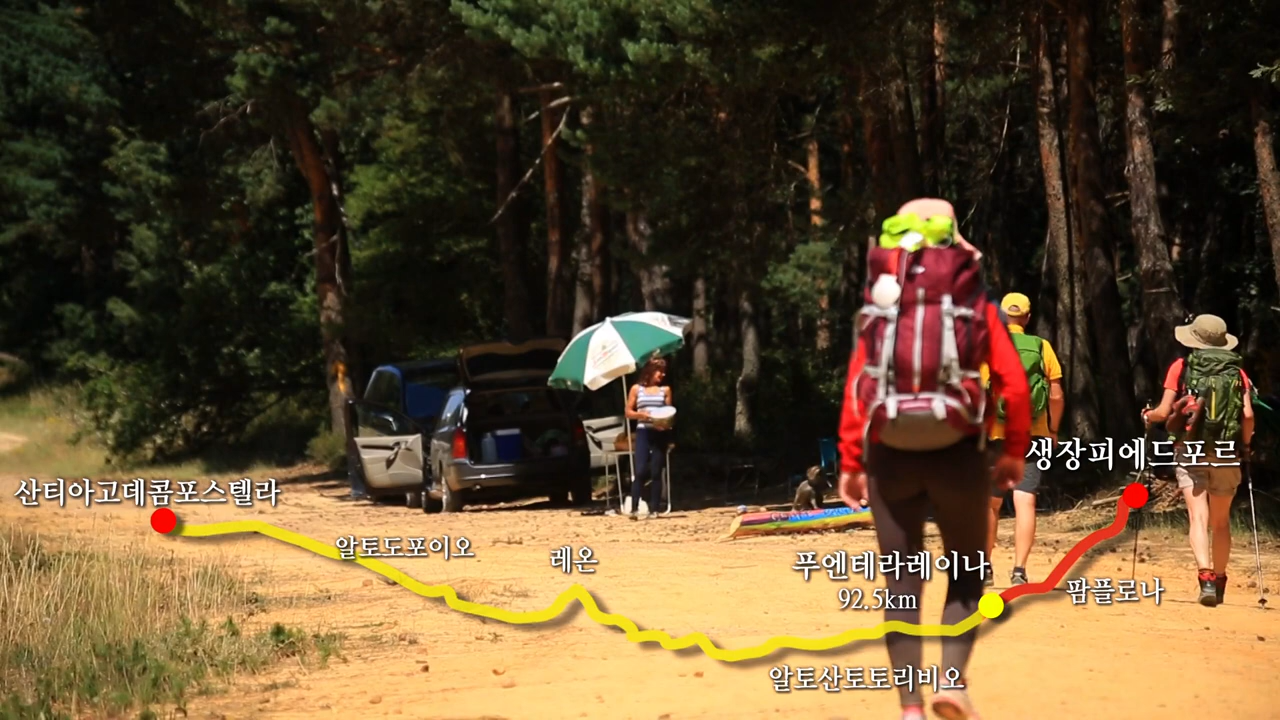 생장피에드포르
산티아고데콤포스텔라
알토도포이오
레온
푸엔테라레이나
92.5km
팜플로나
알토산토토리비오